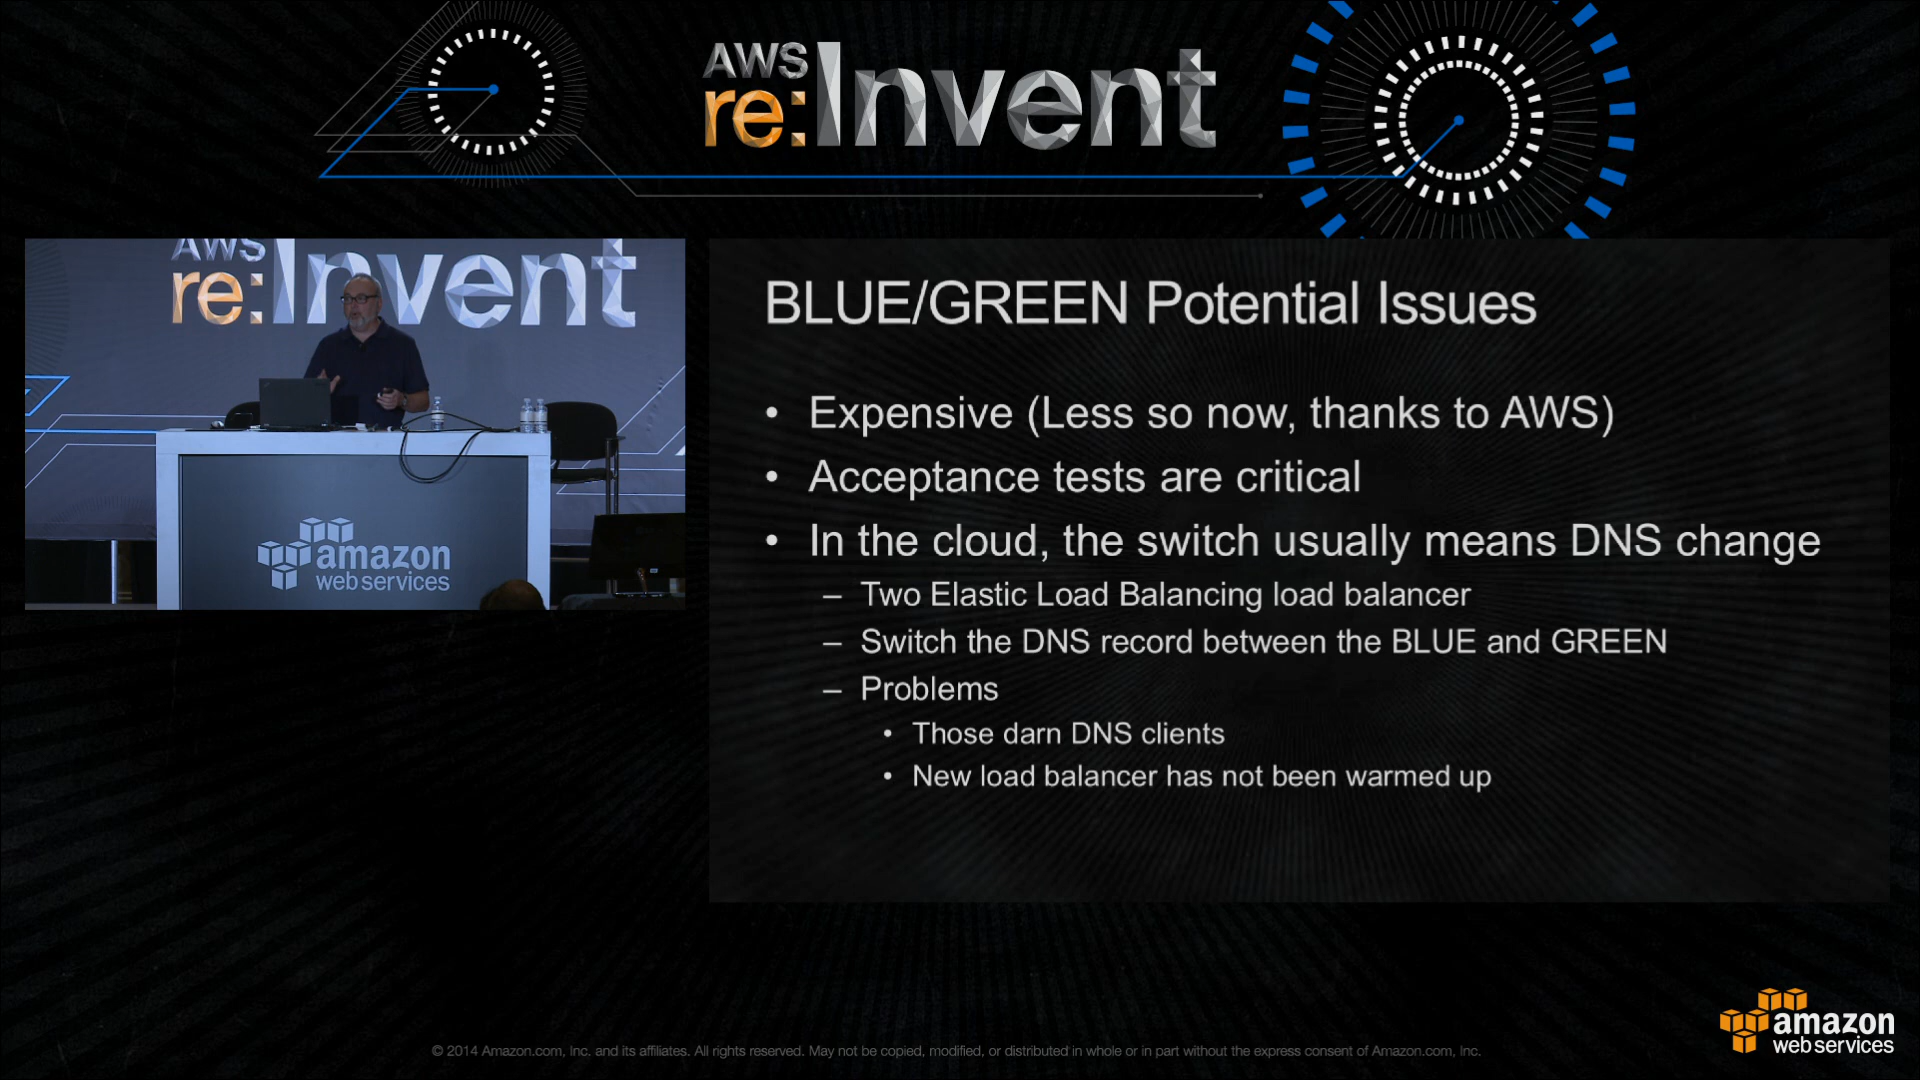 AWS
re:Invent
AWS
re:Invent
amazon
web services
BLUE/GREEN Potential Issues
• Expensive (Less so now, thanks to AWS)
• Acceptance tests are critical
• In the cloud, the switch usually means DNS change
– Two Elastic Load Balancing load balancer
– Switch the DNS record between the BLUE and GREEN
– Problems
• Those darn DNS clients
• New load balancer has not been warmed up
amazon
web services
© 2014 Amazon.com, Inc. and its affiliates. All rights reserved. May not be copied, modified, or distributed in whole or in part without the express consent of Amazon.com, Inc.